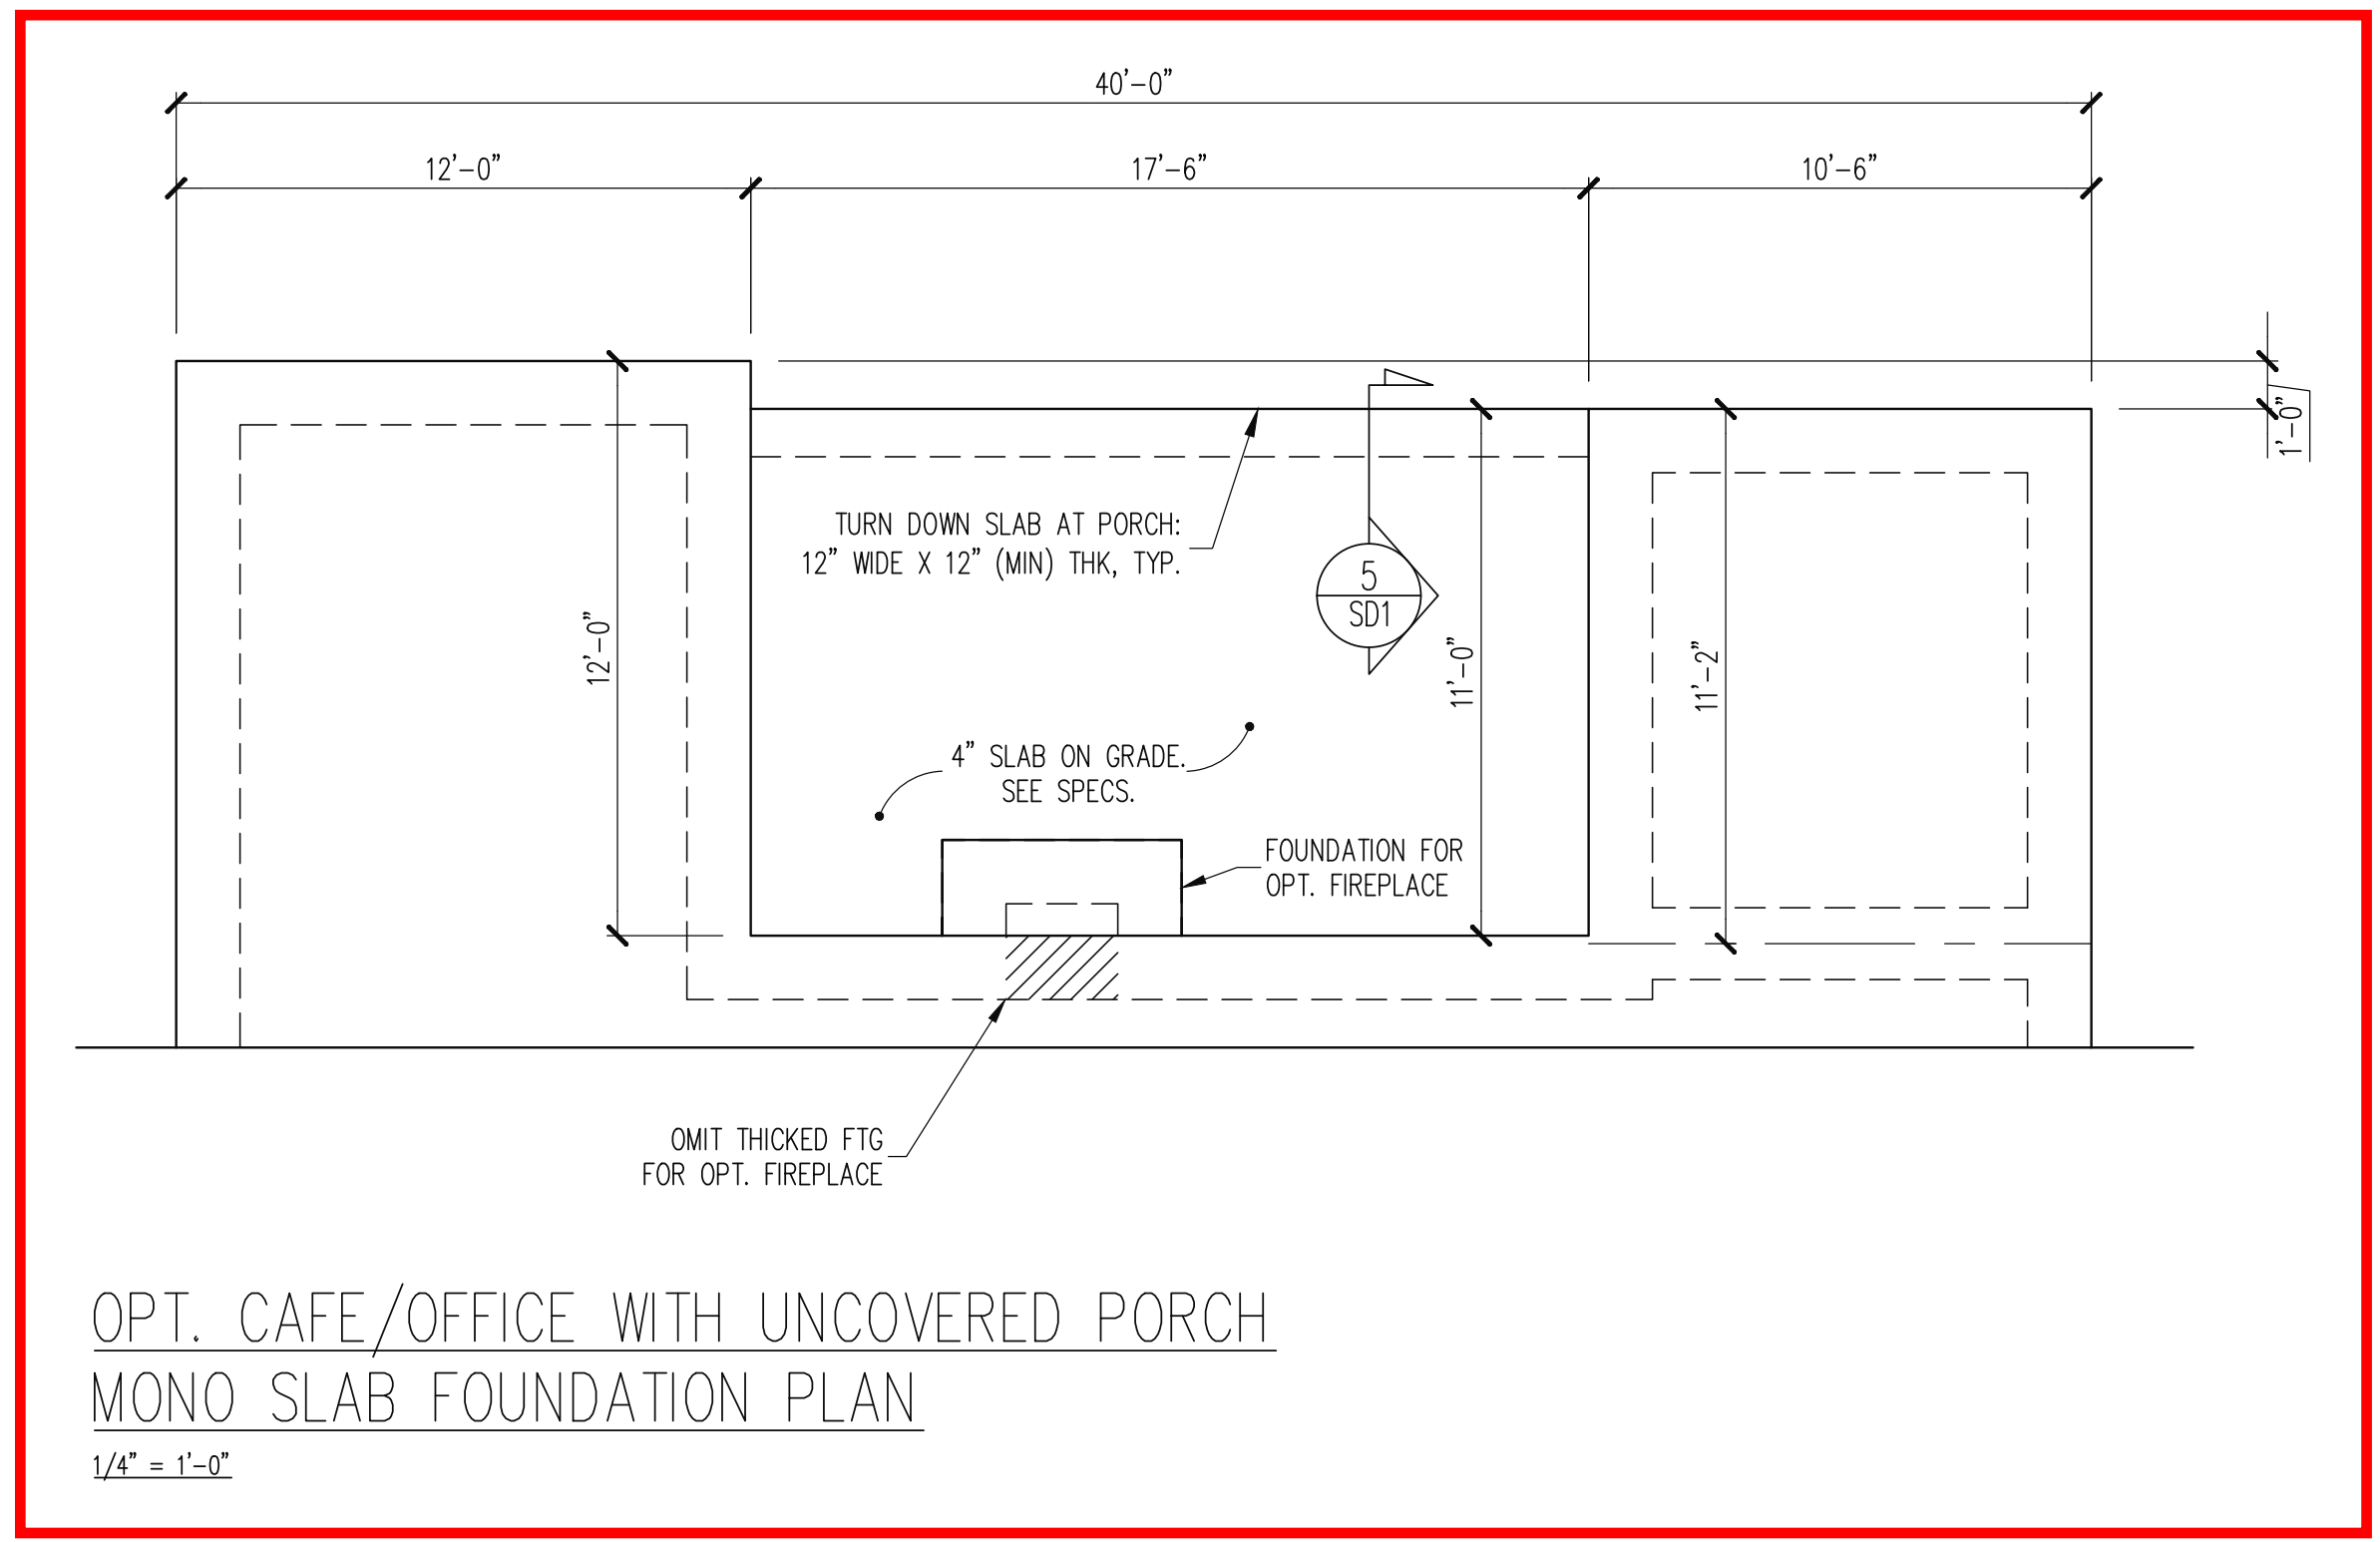 40'-0"
12'-0"
17'-6"
10'-6"
1'-0"
TURN DOWN SLAB AT PORCH:
12" WIDE X 12" (MIN) THK, TYP.
5
SD1
12'-0"
11'-0"
11'-2"
4" SLAB ON GRADE.
SEE SPECS.
FOUNDATION FOR
OPT. FIREPLACE
OMIT THICKED FTG
FOR OPT. FIREPLACE
OPT. CAFE/OFFICE WITH UNCOVERED PORCH
MONO SLAB FOUNDATION PLAN
1/4" = 1'-0"